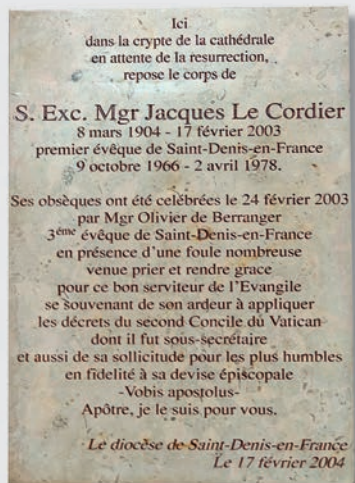 Ici
dans la crypte de la cathédrale
en attente de la resurrection,
repose le corps de
S. Exc. Mgr Jacques Le Cordier
8 mars 1904 - 17 février 2003
premier évêque de Saint-Denis-en-France
9 octobre 1966 - 2 avril 1978.
Ses obsèques ont été celébrées le 24 février 2003
par Mgr Olivier de Berranger
3ème évêque de Saint-Denis-en-France
en présence d'une foule nombreuse
venue prier et rendre grace
pour ce bon serviteur de l'Evangile
se souvenant de son ardeur à appliquer
les décrets du second Concile du Vatican
dont il fut sous-secrétaire
et aussi de sa sollicitude pour les plus humbles
en fidelité à sa devise épiscopale
-Vobis apostolus-
Apôtre, je le suis pour vous.
Le diocèse de Saint-Denis-en-France
Le 17 février 2004